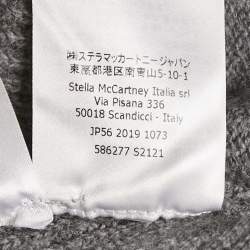 ㈱ステラマッカートニージャパン
東京都港区南青山5-10-1
Stella McCartney Italia srl
Via Pisana 336
50018 Scandicci - Italy
JP56 2019 1073
586277 S2121